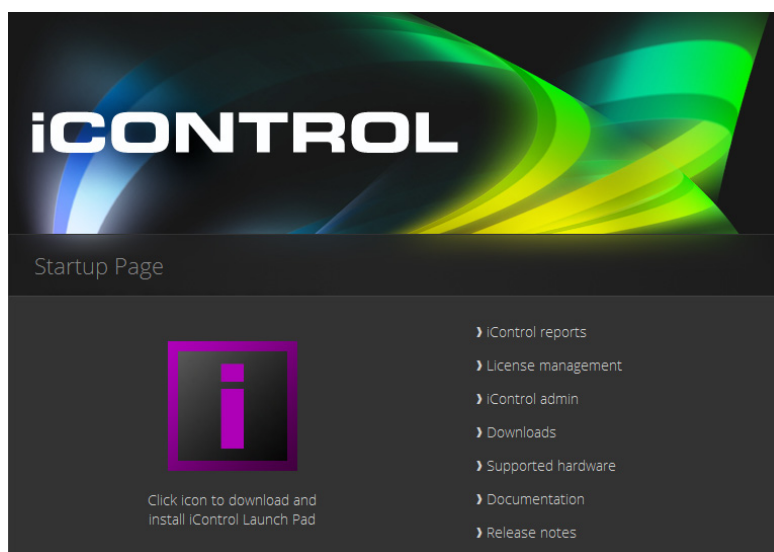 iCONTROL
Startup Page
i
Click icon to download and
install iControl Launch Pad
❱ iControl reports
❱ License management
❱ iControl admin
❱ Downloads
❱ Supported hardware
❱ Documentation
❱ Release notes